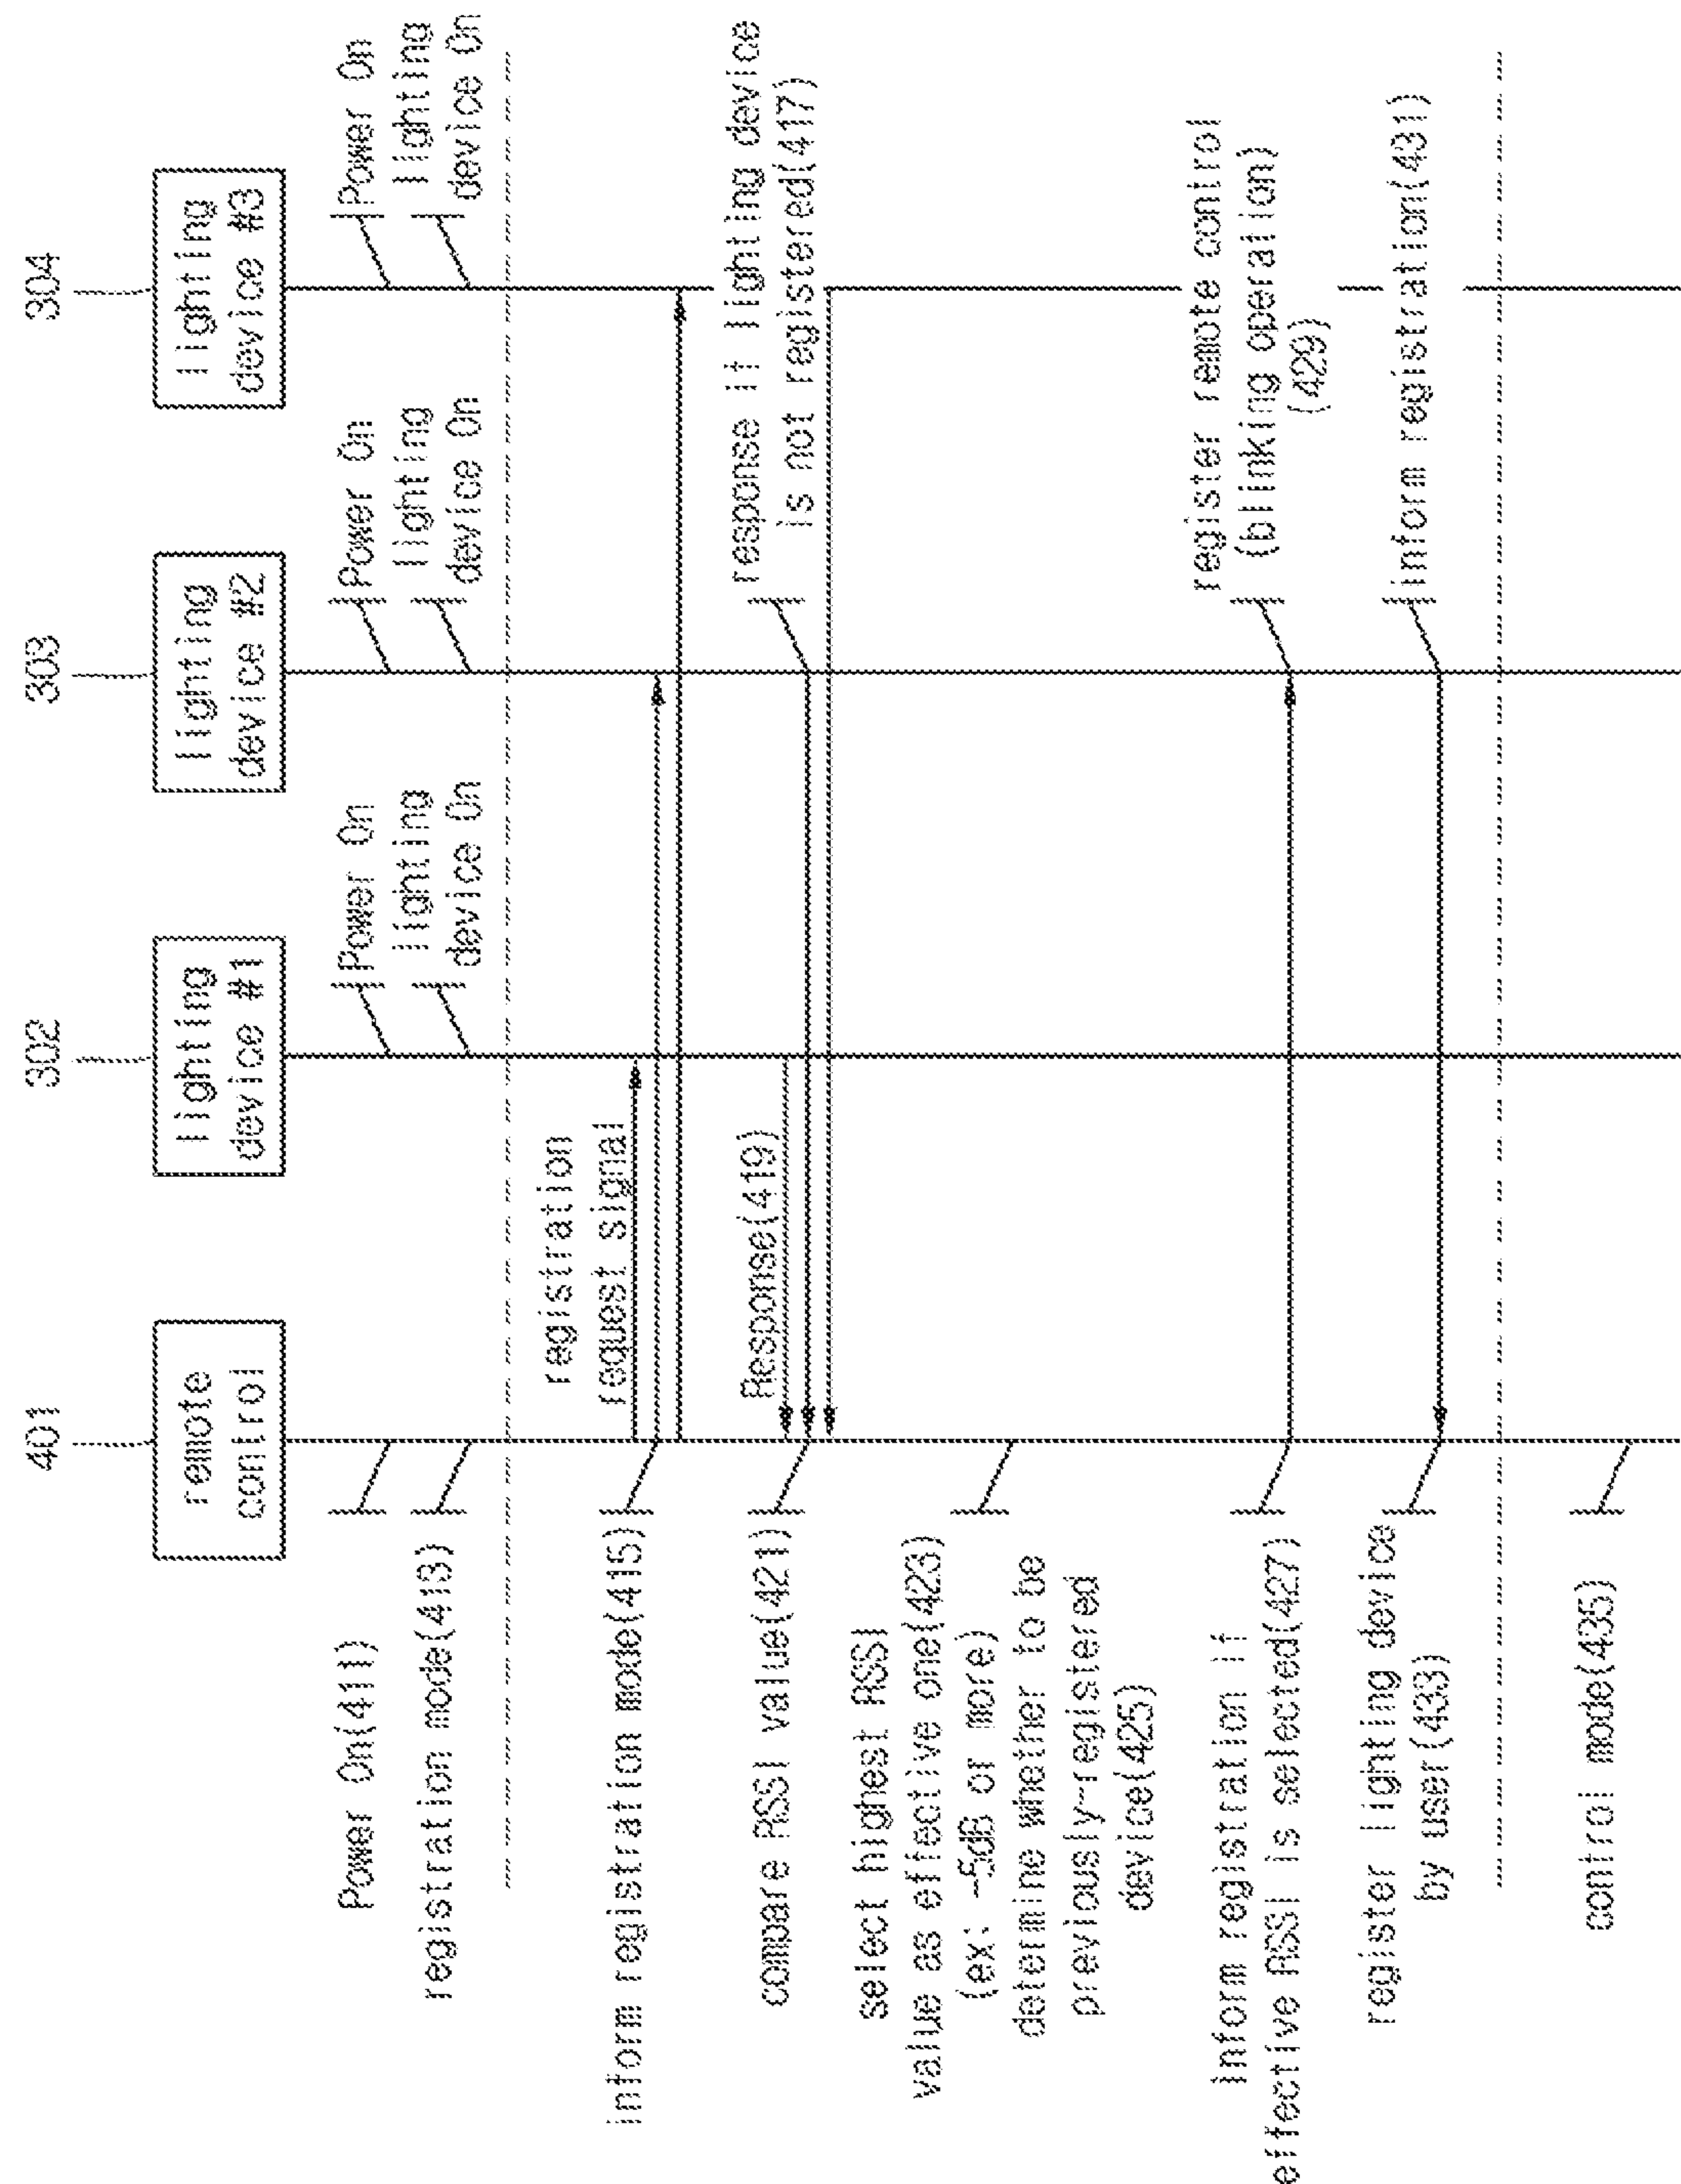 401
302
303
304
remote
control
lighting
device #1
lighting
device #2
lighting
device #3
Power On(411)
registration mode(413)
Power On
lighting
device On
Power On
lighting
device On
Power On
lighting
device On
registration
request signal
inform registration mode(415)
response if lighting device
is not registered(417)
Response(419)
compare RSSI value(421)
select highest RSSI
value as effective one(423)
(ex: -5dB or more)
determine whether to be
previously-registered
device(425)
inform registration if
effective RSSI is selected(427)
register remote control
(blinking operation)
(429)
inform registration(431)
register lighting device
by user(433)
control mode(435)